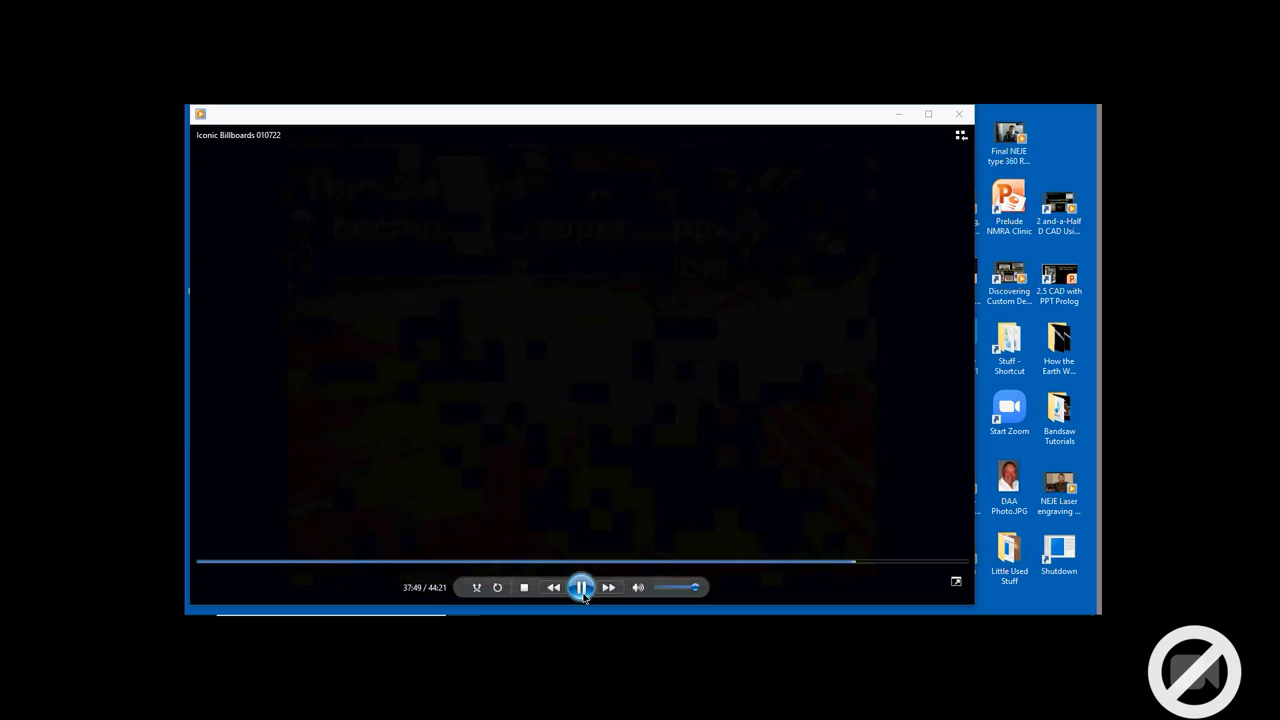 Iconic Billboards 010722
Final NEJE
type 360 R...
Prelude
NMRA Clinic
2 and-a-Half
D CAD Usi...
Discovering
Custom De...
2.5 CAD with
PPT Prolog
Stuff -
Shortcut
How the
Earth W...
Start Zoom
Bandsaw
Tutorials
DAA
Photo.JPG
NEJE Laser
engraving ...
Little Used
Stuff
Shutdown
37:49 / 44:21